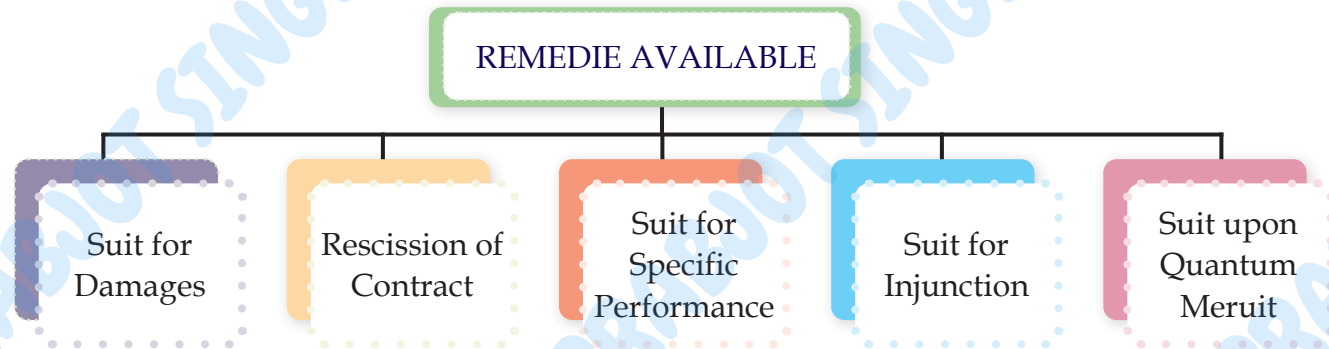 REMEDIE AVAILABLE
Suit for
Damages
Rescission of
Contract
Suit for
Specific
Performance
Suit for
Injunction
Suit upon
Quantum
Meruit